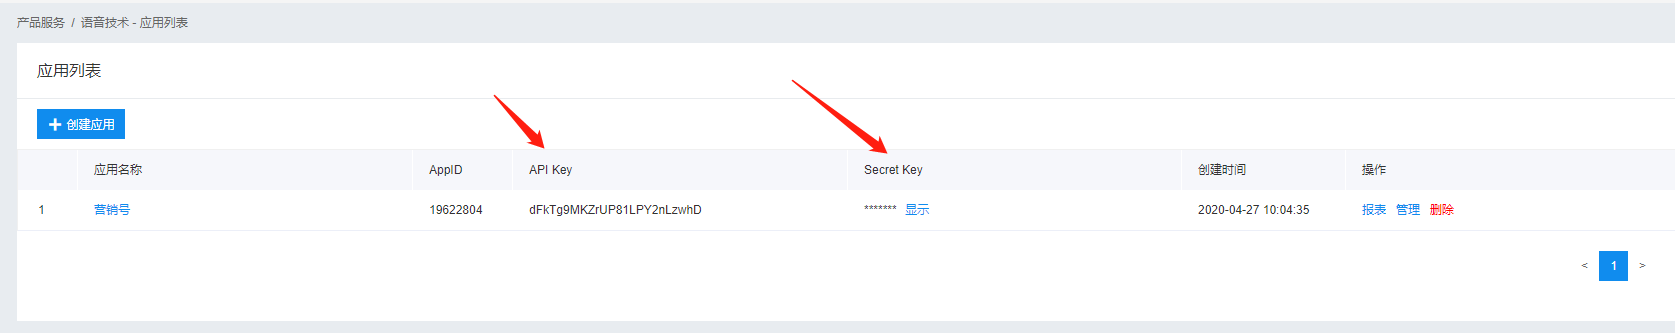 产品服务 / 语音技术 - 应用列表
应用列表
+ 创建应用
应用名称 AppID API Key Secret Key 创建时间 操作
1 营销号 19622804 dFkTg9MKZrUP81LPY2nLzwhD ******* 显示 2020-04-27 10:04:35 报表 管理 删除
< 1 >